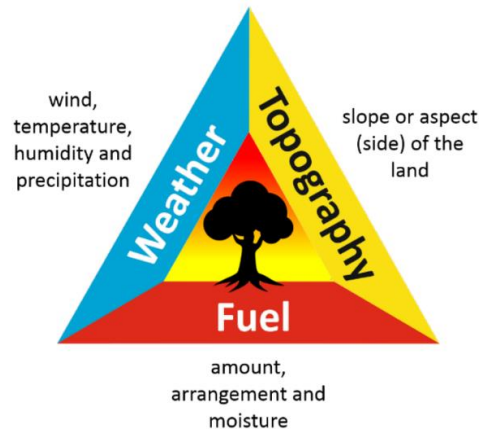 wind,
temperature,
humidity and
precipitation
Weather
Topography
slope or aspect
(side) of the
land
Fuel
amount,
arrangement and
moisture